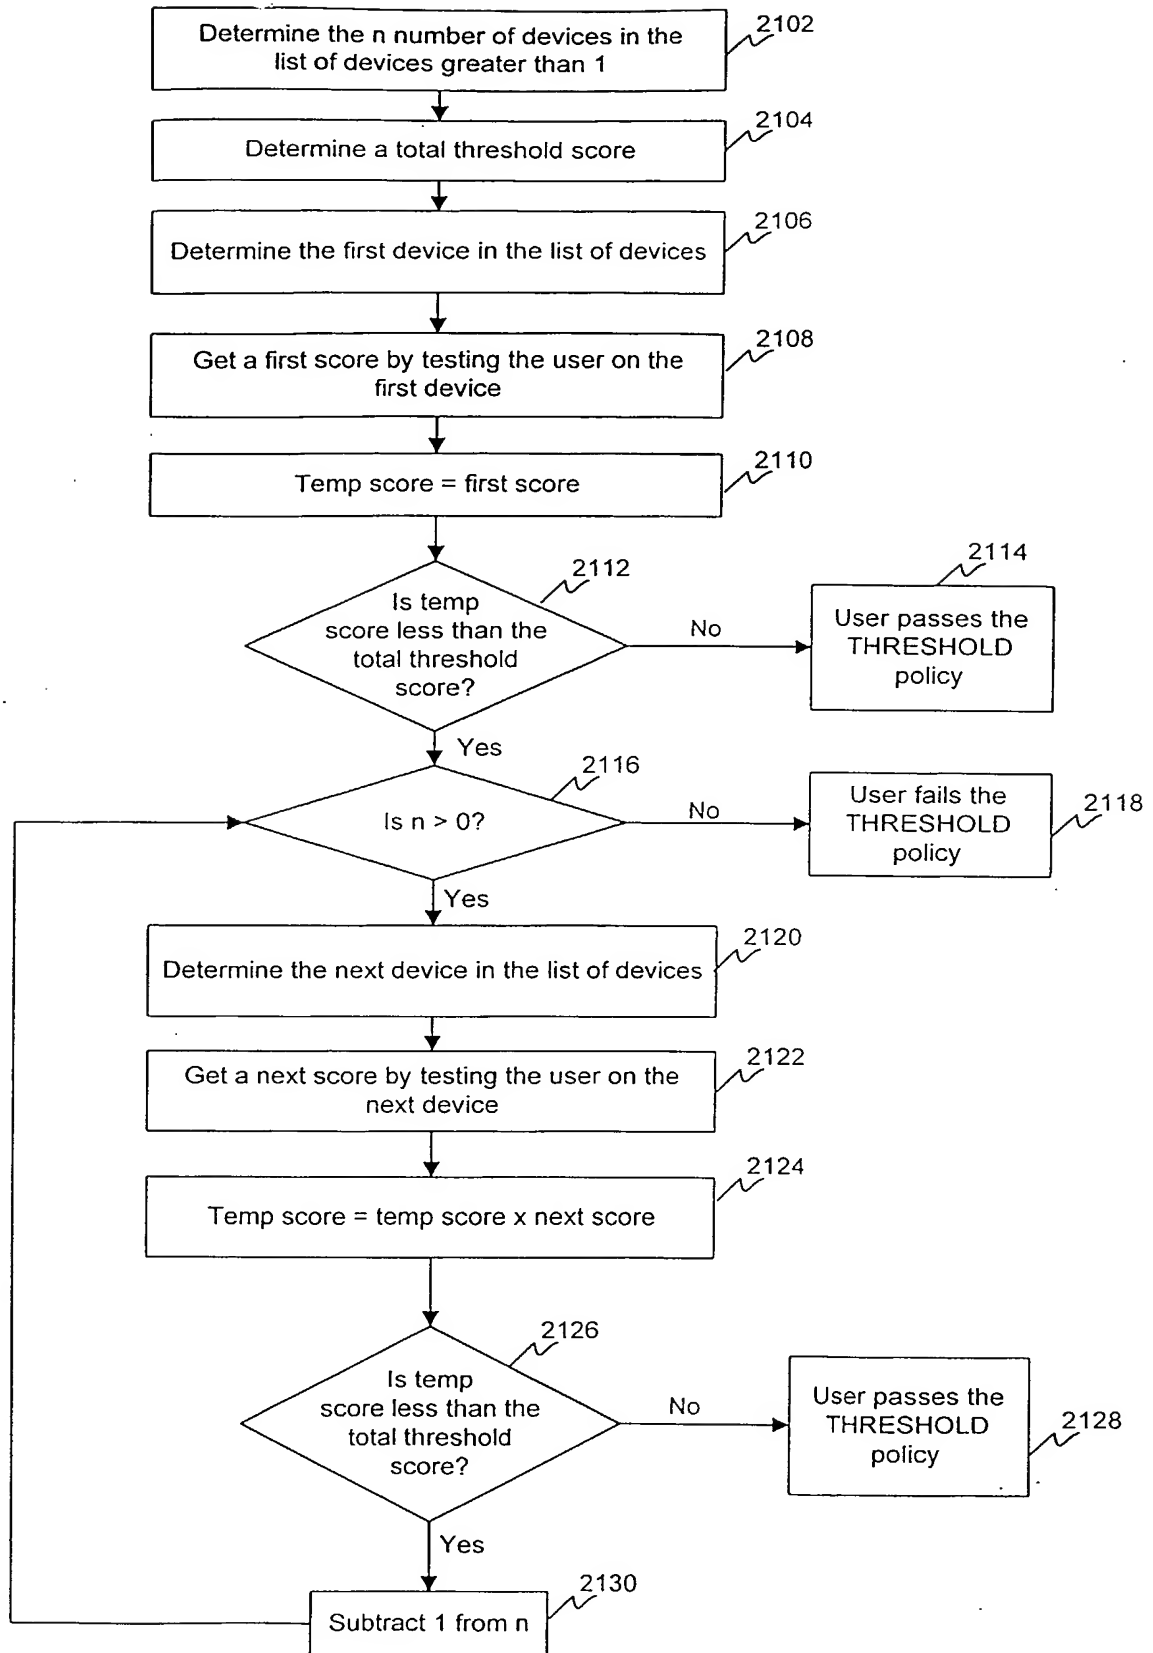 Determine the n number of devices in the
list of devices greater than 1
2102
Determine a total threshold score
2104
Determine the first device in the list of devices
2106
Get a first score by testing the user on the
first device
2108
Temp score = first score
2110
Is temp
score less than the
total threshold
score?
2112
No
User passes the
THRESHOLD
policy
2114
Yes
Is n > 0?
2116
No
User fails the
THRESHOLD
policy
2118
Yes
Determine the next device in the list of devices
2120
Get a next score by testing the user on the
next device
2122
Temp score = temp score x next score
2124
Is temp
score less than the
total threshold
score?
2126
No
User passes the
THRESHOLD
policy
2128
Yes
Subtract 1 from n
2130